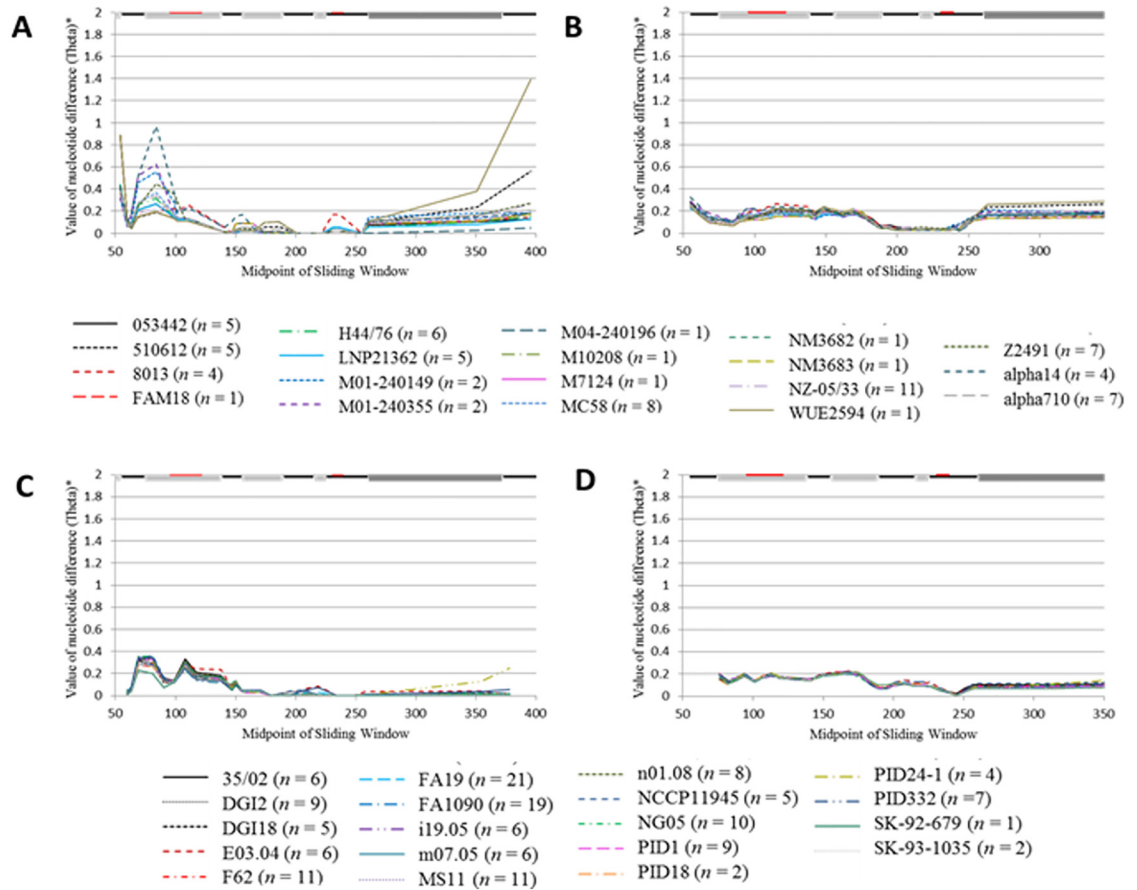 A
Value of nucleotide difference (Theta)*
2
1.8
1.6
1.4
1.2
1
0.8
0.6
0.4
0.2
0
50 100 150 200 250 300 350 400
Midpoint of Sliding Window
B
Value of nucleotide difference (Theta)*
2
1.8
1.6
1.4
1.2
1
0.8
0.6
0.4
0.2
0
50 100 150 200 250 300
Midpoint of Sliding Window
053442 (n = 5)
510612 (n = 5)
8013 (n = 4)
FAM18 (n = 1)
H44/76 (n = 6)
LNP21362 (n = 5)
M01-240149 (n = 2)
M01-240355 (n = 2)
M04-240196 (n = 1)
M10208 (n = 1)
M7124 (n = 1)
MC58 (n = 8)
NM3682 (n = 1)
NM3683 (n = 1)
NZ-05/33 (n = 11)
WUE2594 (n = 1)
Z2491 (n = 7)
alpha14 (n = 4)
alpha710 (n = 7)
C
Value of nucleotide difference (Theta)*
2
1.8
1.6
1.4
1.2
1
0.8
0.6
0.4
0.2
0
50 100 150 200 250 300 350 400
Midpoint of Sliding Window
D
Value of nucleotide difference (Theta)*
2
1.8
1.6
1.4
1.2
1
0.8
0.6
0.4
0.2
0
50 100 150 200 250 300 350
Midpoint of Sliding Window
35/02 (n = 6)
DGI2 (n = 9)
DGI18 (n = 5)
E03.04 (n = 6)
F62 (n = 11)
FA19 (n = 21)
FA1090 (n = 19)
i19.05 (n = 6)
m07.05 (n = 6)
MS11 (n = 11)
n01.08 (n = 8)
NCCP11945 (n = 5)
NG05 (n = 10)
PID1 (n = 9)
PID18 (n = 2)
PID24-1 (n = 4)
PID332 (n =7)
SK-92-679 (n = 1)
SK-93-1035 (n = 2)